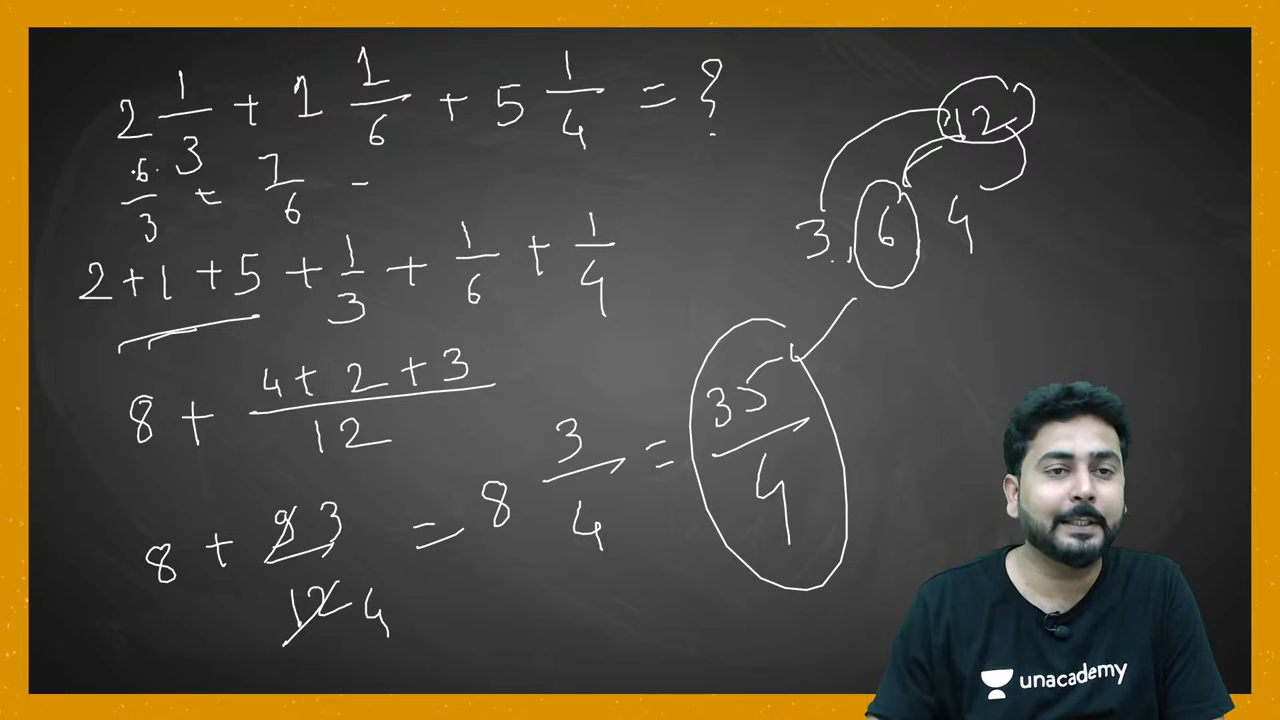 2 1/3 + 1 1/6 + 5 1/4 = ?
6/3 + 7/6 -
2 + 1 + 5 + 1/3 + 1/6 + 1/4
8 + (4 + 2 + 3)/12
8 + 9 3/12 4 = 8 3/4 = 35/4
12
3, 6 4
unacademy